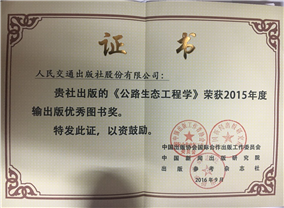 证书
人民交通出版社股份有限公司：
贵社出版的《公路生态工程学》荣获2015年度
输出版优秀图书奖。
特发此证，以资鼓励。
中国出版协会国际合作出版工作委员会
中国新闻出版研究院
出版参考杂志社
2016年9月